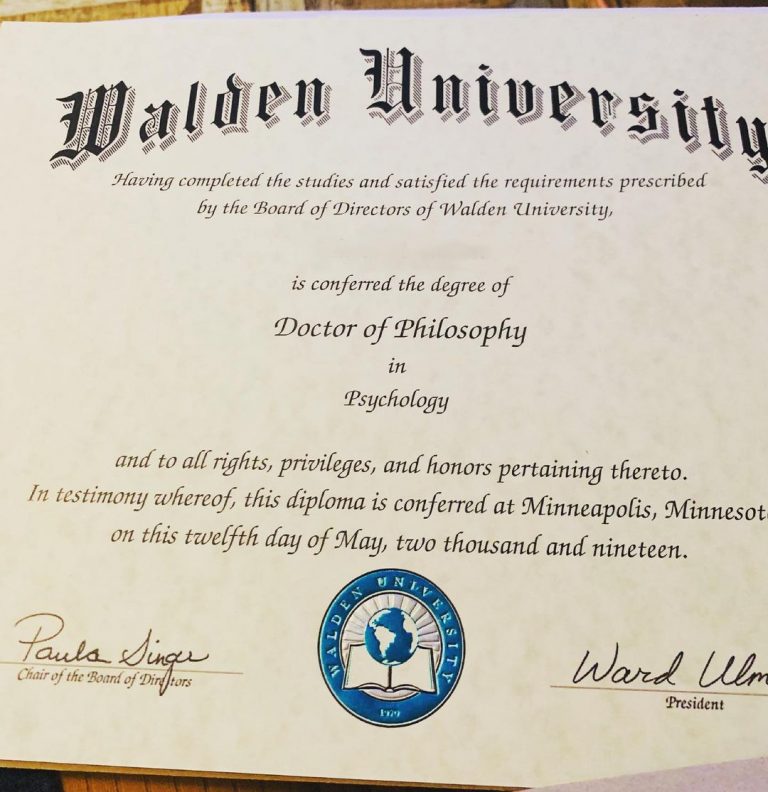 Walden University
Having completed the studies and satisfied the requirements prescribed
by the Board of Directors of Walden University,
is conferred the degree of
Doctor of Philosophy
in
Psychology
and to all rights, privileges, and honors pertaining thereto.
In testimony whereof, this diploma is conferred at Minneapolis, Minnesot
on this twelfth day of May, two thousand and nineteen.
WALDEN UNIVERSITY
1970
Paula Singer
Chair of the Board of Directors
Ward Ulm
President